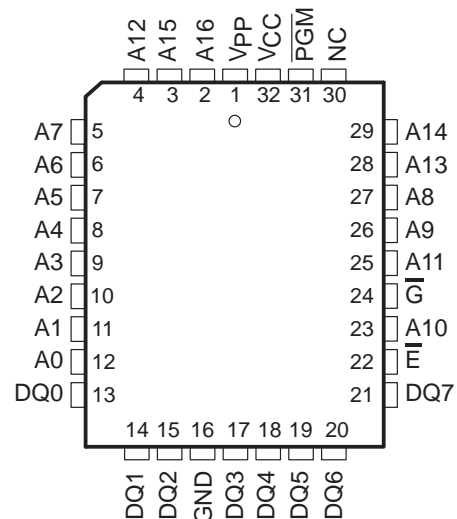 A12 A15 A16 VPP VCC PGM NC
4 3 2 1 32 31 30
A7 5 29 A14
A6 6 28 A13
A5 7 27 A8
A4 8 26 A9
A3 9 25 A11
A2 10 24 G
A1 11 23 A10
A0 12 22 E
DQ0 13 21 DQ7
14 15 16 17 18 19 20
DQ1 DQ2 GND DQ3 DQ4 DQ5 DQ6